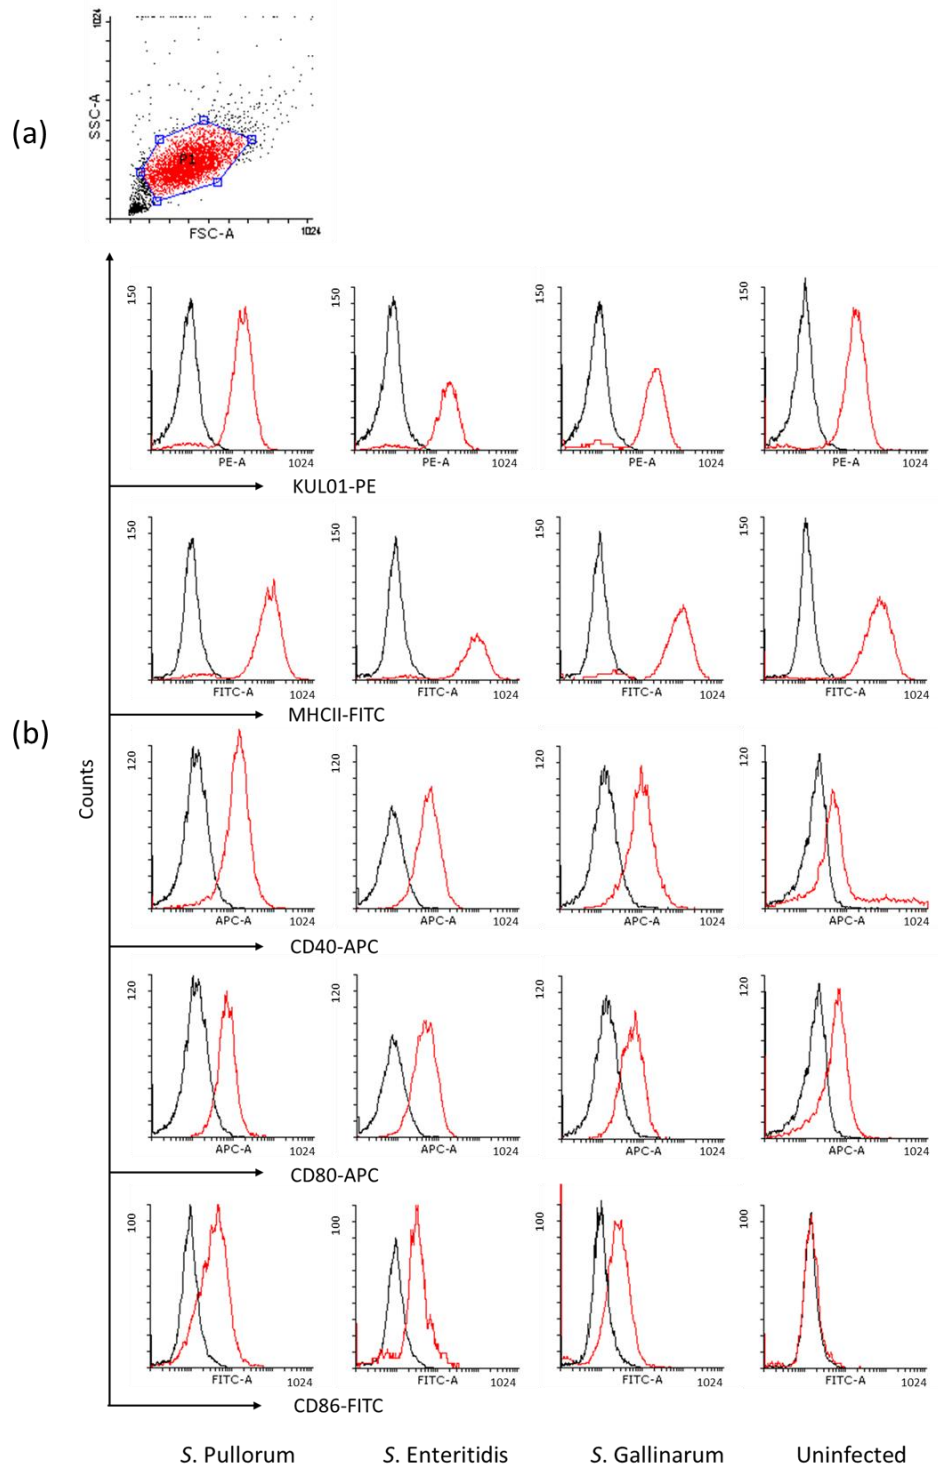 (a)
1024
SSC-A
P1
FSC-A
1024
150
150
150
150
PE-A 1024
PE-A 1024
PE-A 1024
PE-A 1024
KUL01-PE
150
150
150
150
FITC-A 1024
FITC-A 1024
FITC-A 1024
FITC-A 1024
MHCII-FITC
(b)
Counts
120
120
120
120
APC-A 1024
APC-A 1024
APC-A 1024
APC-A 1024
CD40-APC
120
120
120
120
APC-A 1024
APC-A 1024
APC-A 1024
APC-A 1024
CD80-APC
100
100
100
100
FITC-A 1024
FITC-A 1024
FITC-A 1024
FITC-A 1024
CD86-FITC
S. Pullorum
S. Enteritidis
S. Gallinarum
Uninfected